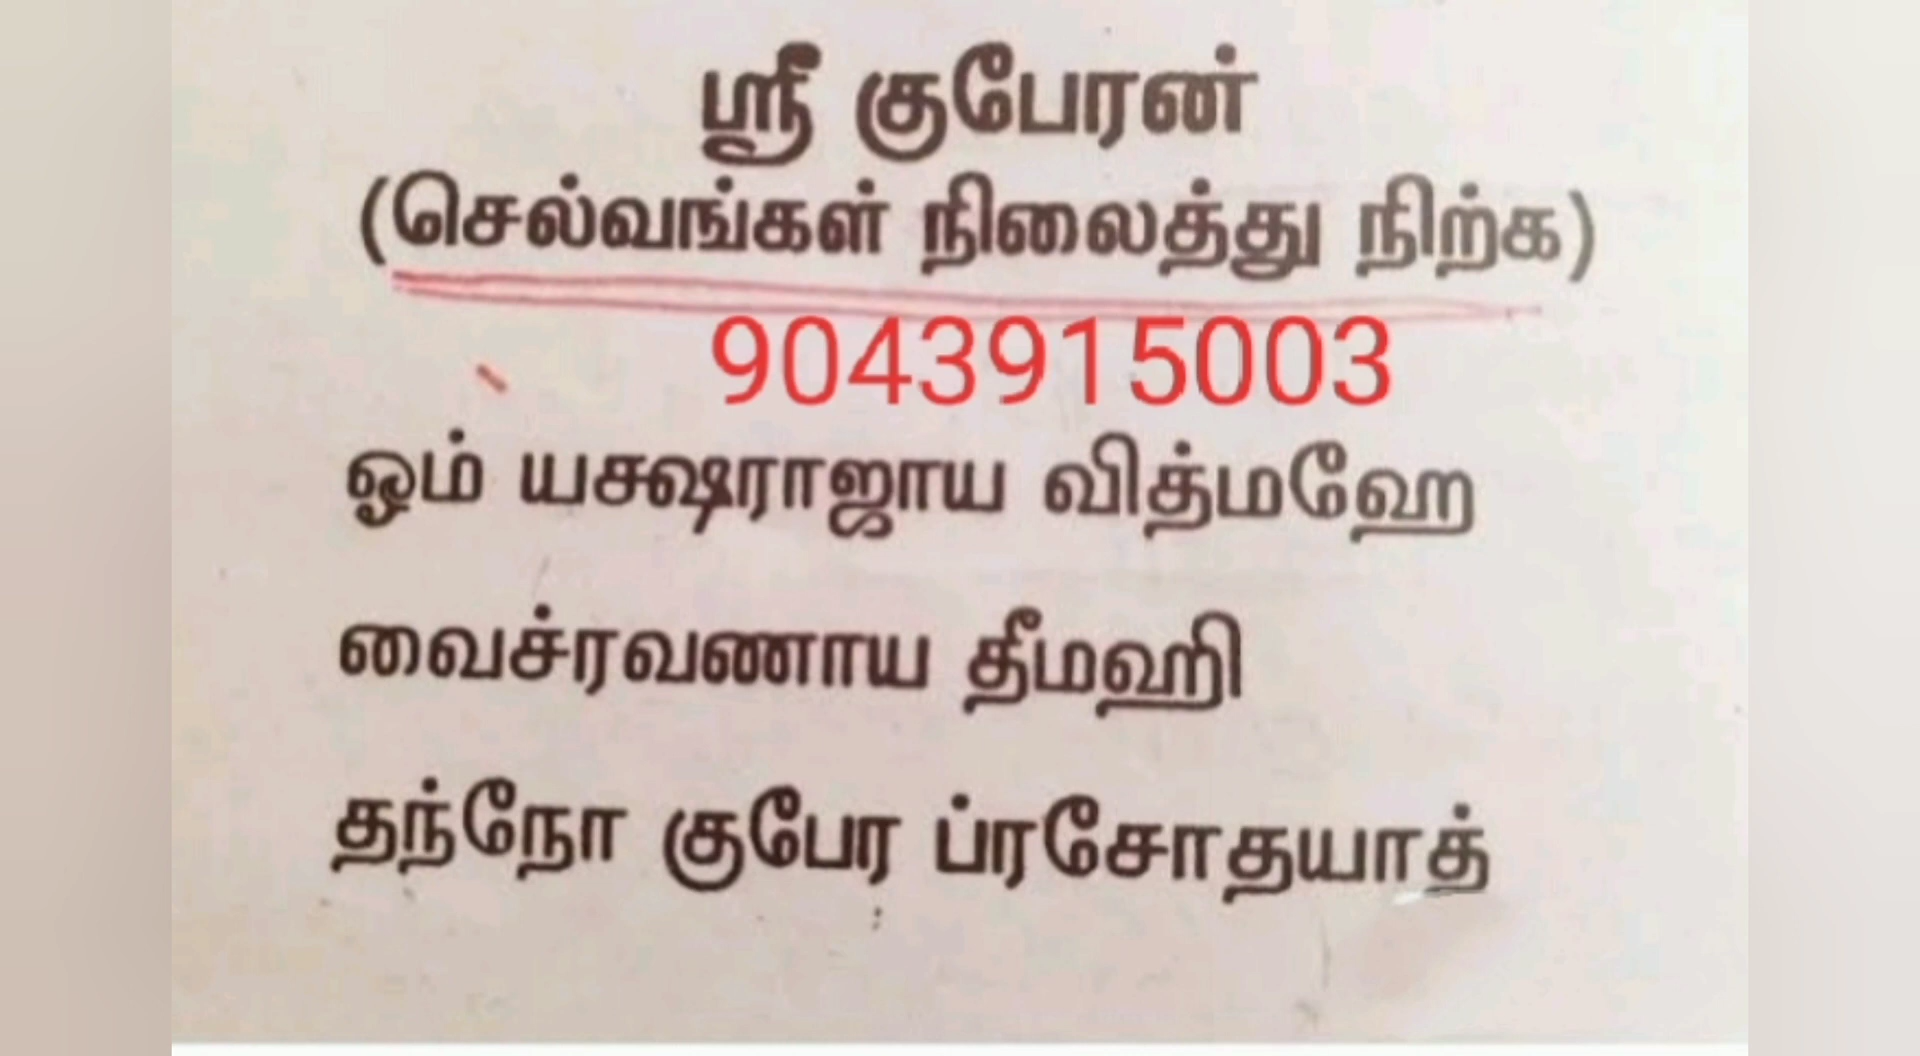 ஸ்ரீ குபேரன்
(செல்வங்கள் நிலைத்து நிற்க)
9043915003
ஓம் யக்ஷராஜாய வித்மஹே
வைச்ரவணாய தீமஹி
தந்நோ குபேர ப்ரசோதயாத்